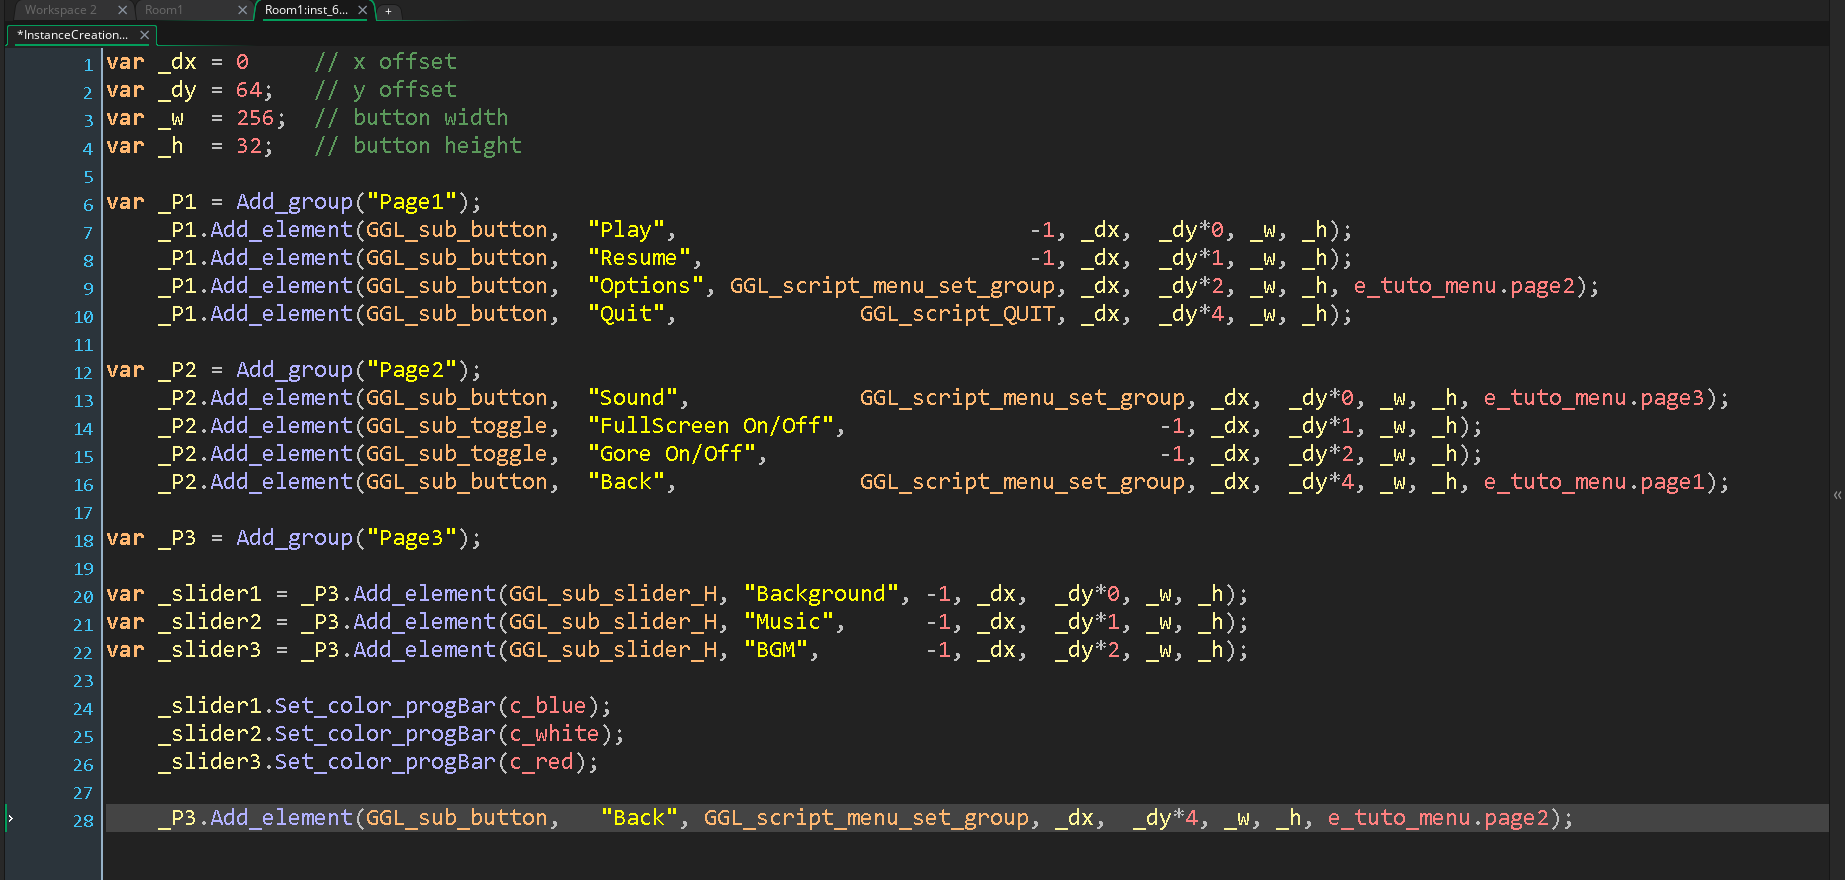 Workspace 2 × Room1 × Room1:inst_6... × +
*InstanceCreation... ×
1 var _dx = 0 // x offset
2 var _dy = 64; // y offset
3 var _w = 256; // button width
4 var _h = 32; // button height
5
6 var _P1 = Add_group("Page1");
7 _P1.Add_element(GGL_sub_button, "Play", -1, _dx, _dy*0, _w, _h);
8 _P1.Add_element(GGL_sub_button, "Resume", -1, _dx, _dy*1, _w, _h);
9 _P1.Add_element(GGL_sub_button, "Options", GGL_script_menu_set_group, _dx, _dy*2, _w, _h, e_tuto_menu.page2);
10 _P1.Add_element(GGL_sub_button, "Quit", GGL_script_QUIT, _dx, _dy*4, _w, _h);
11
12 var _P2 = Add_group("Page2");
13 _P2.Add_element(GGL_sub_button, "Sound", GGL_script_menu_set_group, _dx, _dy*0, _w, _h, e_tuto_menu.page3);
14 _P2.Add_element(GGL_sub_toggle, "FullScreen On/Off", -1, _dx, _dy*1, _w, _h);
15 _P2.Add_element(GGL_sub_toggle, "Gore On/Off", -1, _dx, _dy*2, _w, _h);
16 _P2.Add_element(GGL_sub_button, "Back", GGL_script_menu_set_group, _dx, _dy*4, _w, _h, e_tuto_menu.page1);
17
18 var _P3 = Add_group("Page3");
19
20 var _slider1 = _P3.Add_element(GGL_sub_slider_H, "Background", -1, _dx, _dy*0, _w, _h);
21 var _slider2 = _P3.Add_element(GGL_sub_slider_H, "Music", -1, _dx, _dy*1, _w, _h);
22 var _slider3 = _P3.Add_element(GGL_sub_slider_H, "BGM", -1, _dx, _dy*2, _w, _h);
23
24 _slider1.Set_color_progBar(c_blue);
25 _slider2.Set_color_progBar(c_white);
26 _slider3.Set_color_progBar(c_red);
27
28 _P3.Add_element(GGL_sub_button, "Back", GGL_script_menu_set_group, _dx, _dy*4, _w, _h, e_tuto_menu.page2);